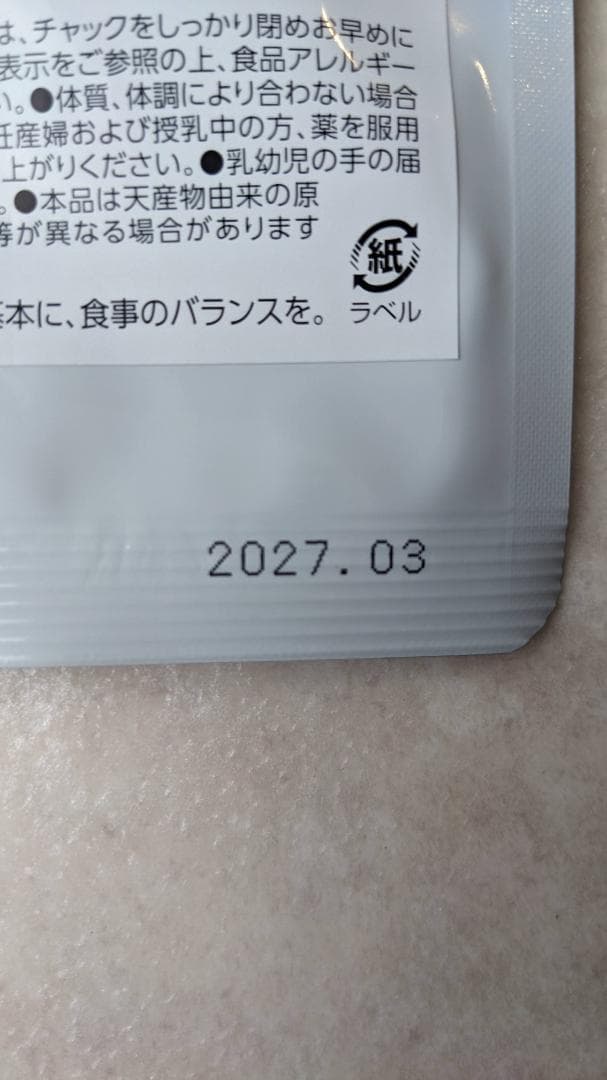 は、チャックをしっかり閉めお早めに
表示をご参照の上、食品アレルギー
い。●体質、体調により合わない場合
妊産婦および授乳中の方、薬を服用
上がりください。●乳幼児の手の届
。●本品は天産物由来の原
等が異なる場合があります
紙
基本に、食事のバランスを。 ラベル
2027.03